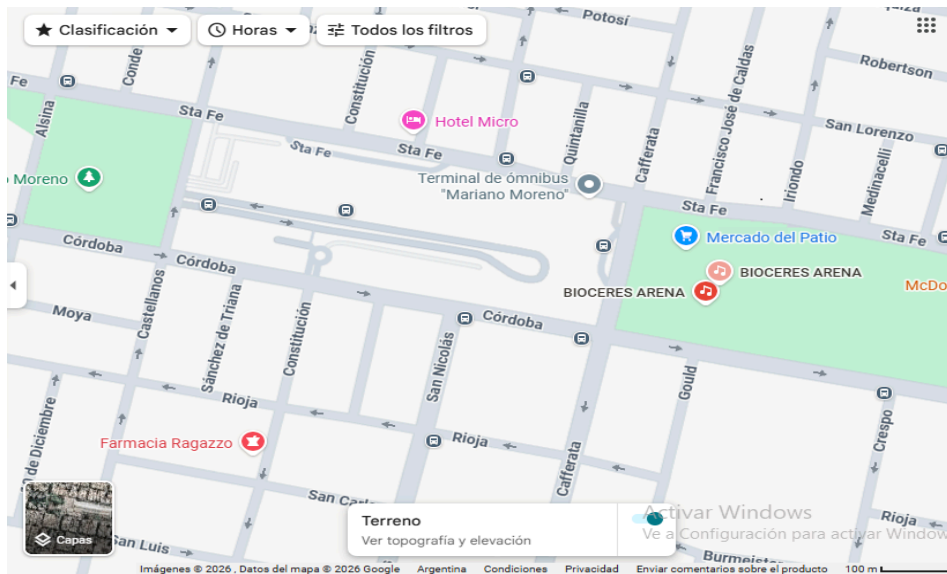 Clasificación
Horas
Todos los filtros
Potosí
Robertson
Conde
Constitución
Fe
Alsina
Sta Fe
Hotel Micro
Quintanilla
Cafferata
Francisco José de Caldas
San Lorenzo
Sta Fe
Sta Fe
Iriondo
Medinacelli
Moreno
Terminal de ómnibus
"Mariano Moreno"
Sta Fe
Sta Fe
Mercado del Patio
Córdoba
Córdoba
BIOCERES ARENA
BIOCERES ARENA
McDo
Moya
Castellanos
Sánchez de Triana
Constitución
Córdoba
San Nicolás
Gould
Rioja
Crespo
de Diciembre
Farmacia Ragazzo
Rioja
Cafferata
San Carl
Capas
San Luis
Terreno
Ver topografía y elevación
Activar Windows
Ve a Configuración para activar Window
Rioja
Burmeister
Imágenes © 2026 , Datos del mapa © 2026 Google Argentina Condiciones Privacidad Enviar comentarios sobre el producto 100 m